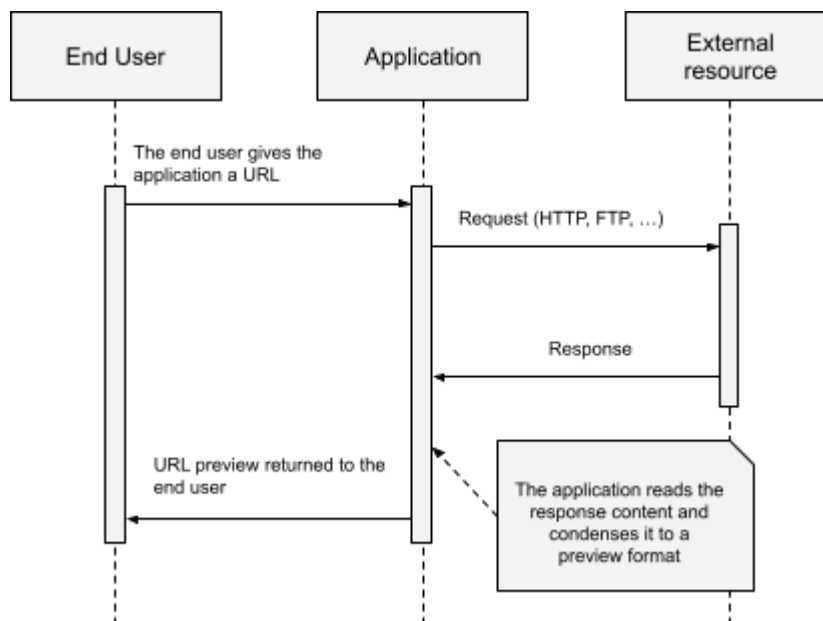 End User
Application
External
resource
The end user gives the
application a URL
Request (HTTP, FTP, …)
Response
URL preview returned to the
end user
The application reads the
response content and
condenses it to a
preview format